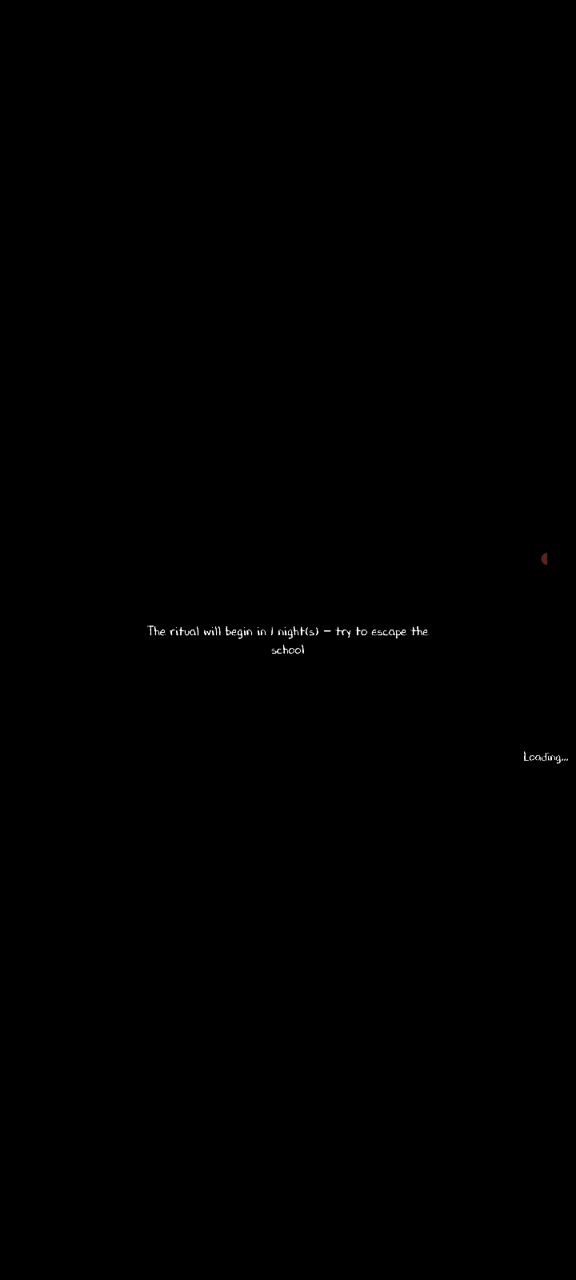 The ritual will begin in 1 night(s) - try to escape the
school
Loading...